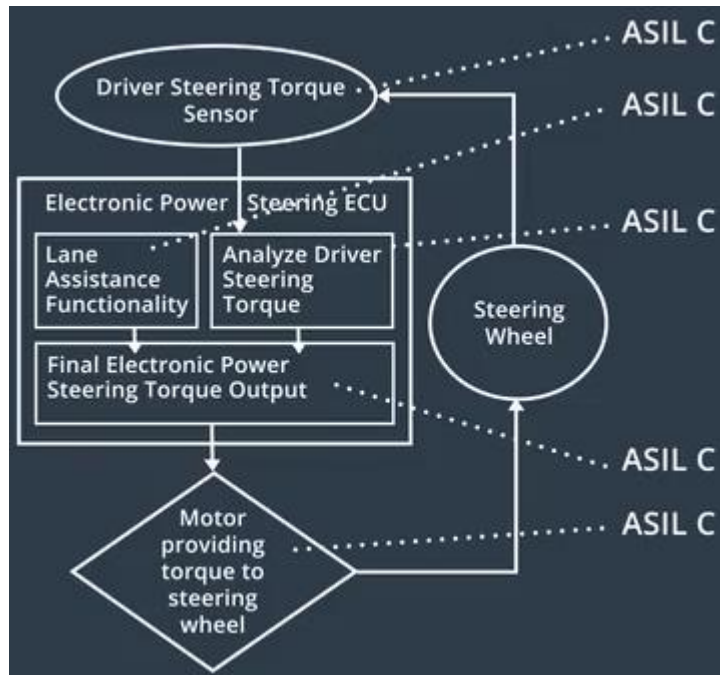 ASIL C
Driver Steering Torque
Sensor
ASIL C
Electronic Power Steering ECU
ASIL C
Lane
Assistance
Functionality
Analyze Driver
Steering
Torque
Steering
Wheel
Final Electronic Power
Steering Torque Output
ASIL C
ASIL C
Motor
providing
torque to
steering
wheel